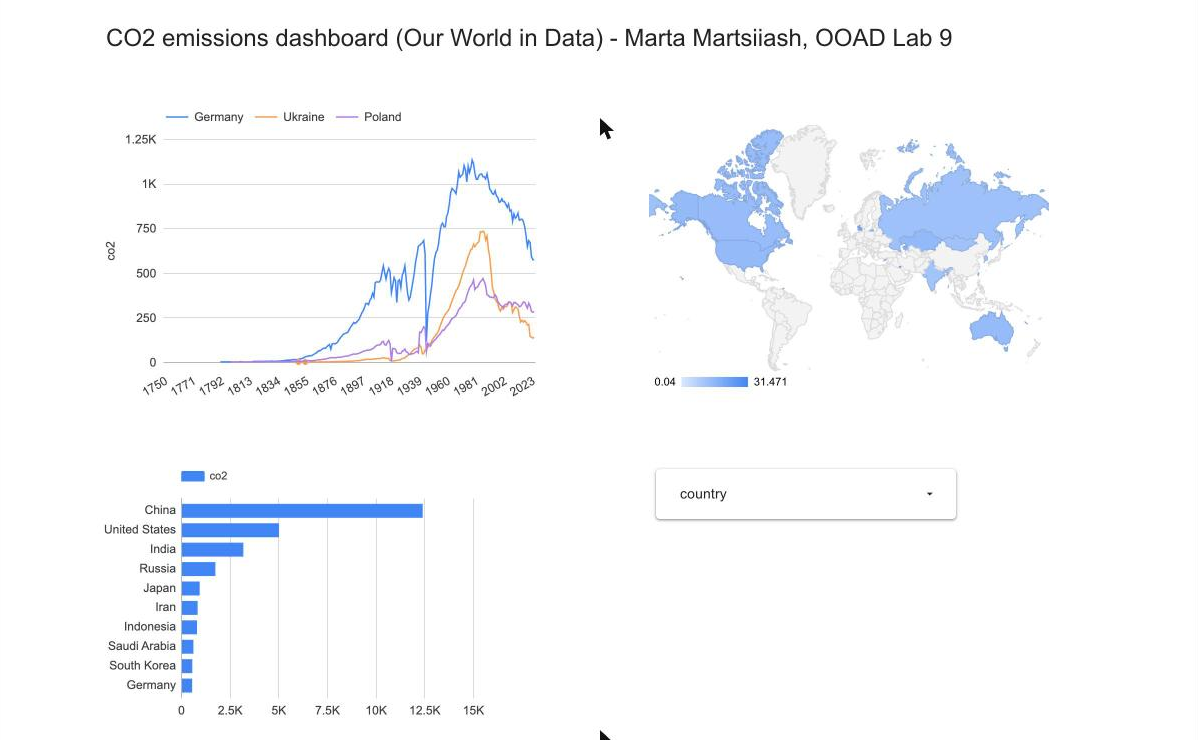 CO2 emissions dashboard (Our World in Data) - Marta Martsiiash, OOAD Lab 9
Germany Ukraine Poland
1.25K
1K
750
500
250
0
co2
1750 1771 1792 1813 1834 1855 1876 1897 1918 1939 1960 1981 2002 2023
0.04 31.471
co2
China
United States
India
Russia
Japan
Iran
Indonesia
Saudi Arabia
South Korea
Germany
0 2.5K 5K 7.5K 10K 12.5K 15K
country